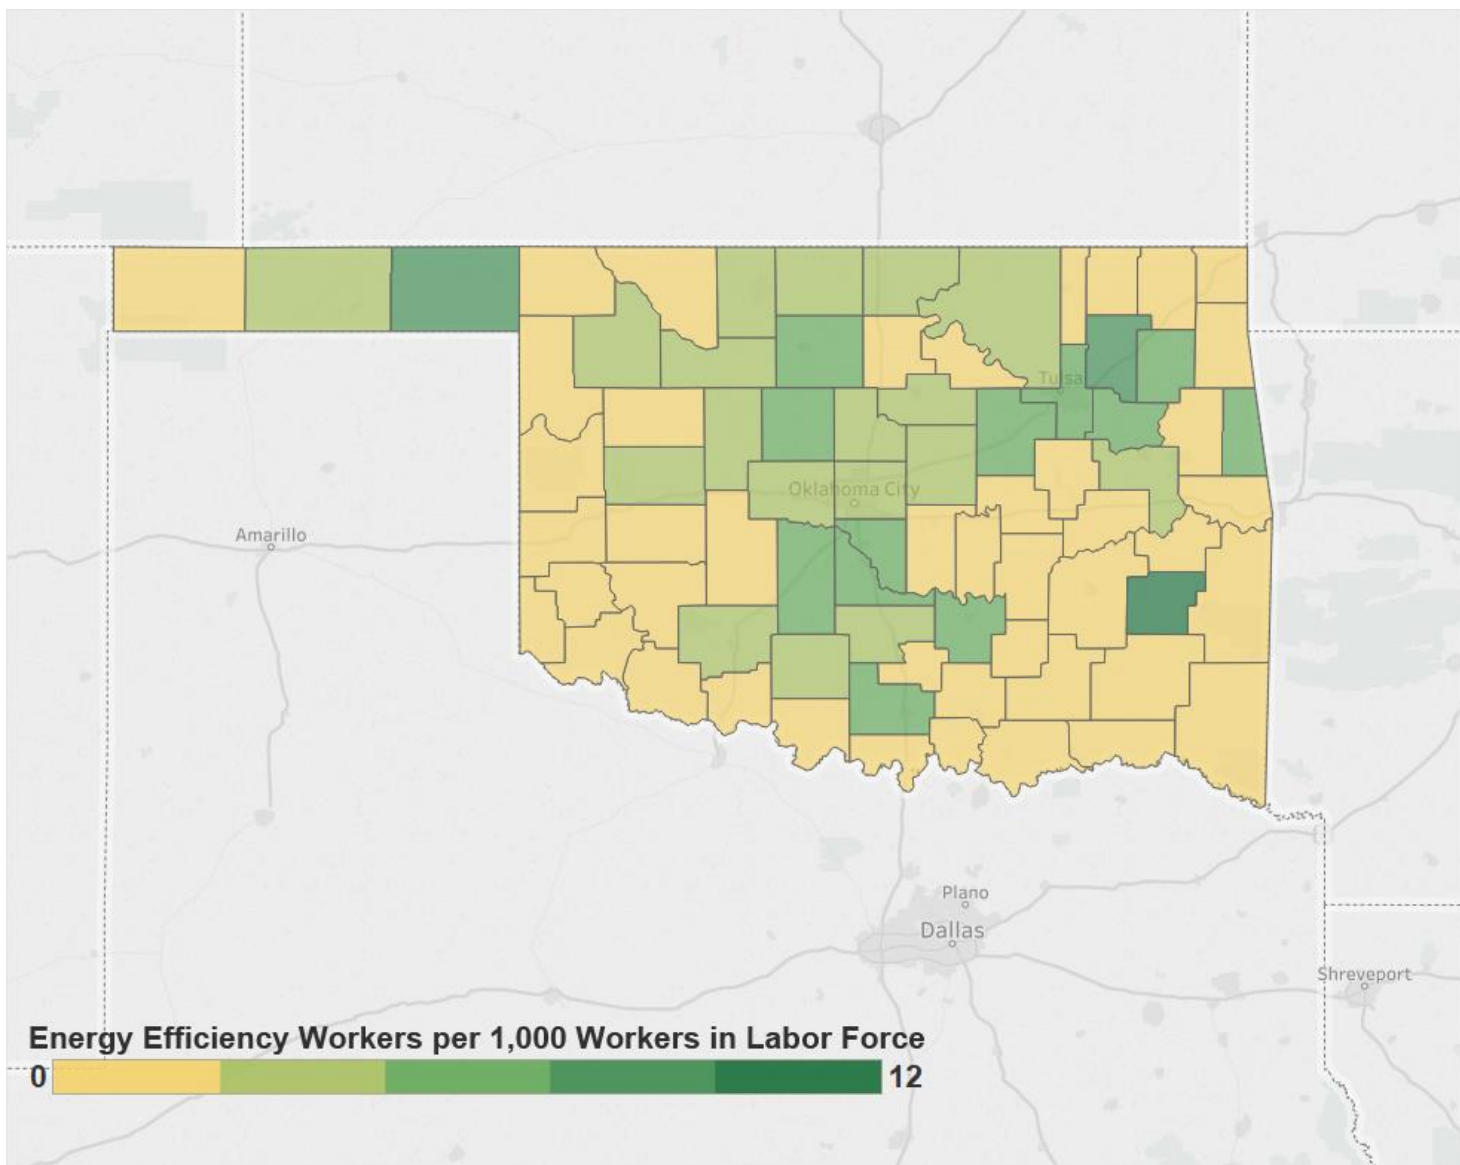 Tulsa
Oklahoma City
Amarillo
Plano
Dallas
Shreveport
Energy Efficiency Workers per 1,000 Workers in Labor Force
0 12